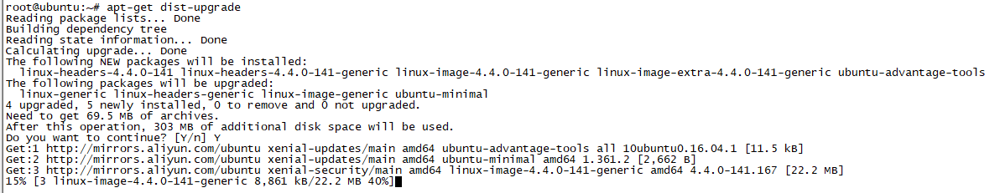 root@ubuntu:~# apt-get dist-upgrade
Reading package lists... Done
Building dependency tree
Reading state information... Done
Calculating upgrade... Done
The following NEW packages will be installed:
  linux-headers-4.4.0-141 linux-headers-4.4.0-141-generic linux-image-4.4.0-141-generic linux-image-extra-4.4.0-141-generic ubuntu-advantage-tools
The following packages will be upgraded:
  linux-generic linux-headers-generic linux-image-generic ubuntu-minimal
4 upgraded, 5 newly installed, 0 to remove and 0 not upgraded.
Need to get 69.5 MB of archives.
After this operation, 303 MB of additional disk space will be used.
Do you want to continue? [Y/n] Y
Get:1 http://mirrors.aliyun.com/ubuntu xenial-updates/main amd64 ubuntu-advantage-tools all 10ubuntu0.16.04.1 [11.5 kB]
Get:2 http://mirrors.aliyun.com/ubuntu xenial-updates/main amd64 ubuntu-minimal amd64 1.361.2 [2,662 B]
Get:3 http://mirrors.aliyun.com/ubuntu xenial-security/main amd64 linux-image-4.4.0-141-generic amd64 4.4.0-141.167 [22.2 MB]
15% [3 linux-image-4.4.0-141-generic 8,861 kB/22.2 MB 40%]